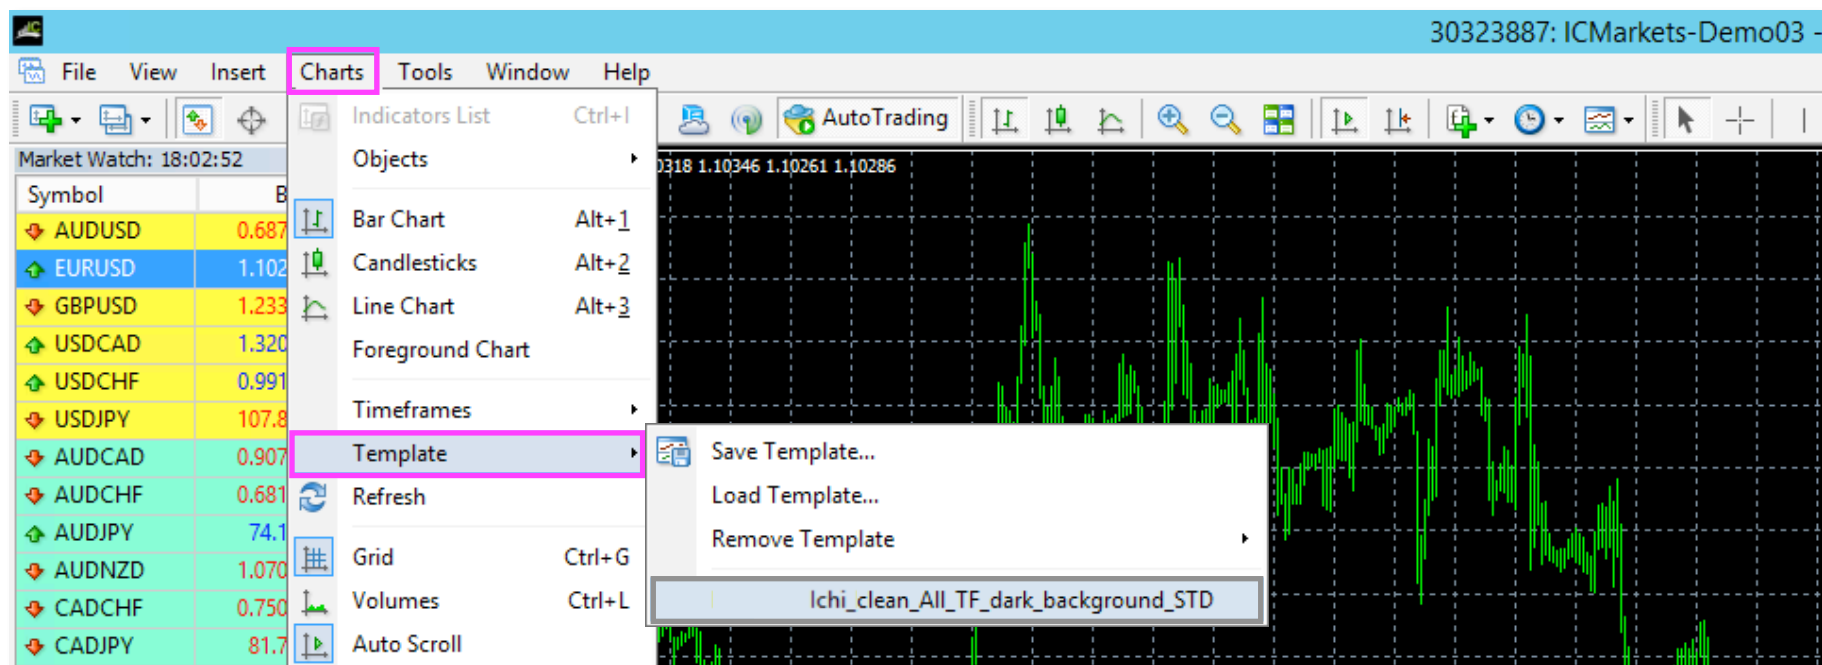 IC
30323887: ICMarkets-Demo03 -
File View Insert Charts Tools Window Help
AutoTrading
Market Watch: 18:02:52
Symbol B
AUDUSD 0.687
EURUSD 1.102
GBPUSD 1.233
USDCAD 1.320
USDCHF 0.991
USDJPY 107.8
AUDCAD 0.907
AUDCHF 0.681
AUDJPY 74.1
AUDNZD 1.070
CADCHF 0.750
CADJPY 81.7
Indicators List Ctrl+I
Objects
Bar Chart Alt+1
Candlesticks Alt+2
Line Chart Alt+3
Foreground Chart
Timeframes
Template
Refresh
Grid Ctrl+G
Volumes Ctrl+L
Auto Scroll
Save Template...
Load Template...
Remove Template
Ichi_clean_All_TF_dark_background_STD
0318 1.10346 1.10261 1.10286